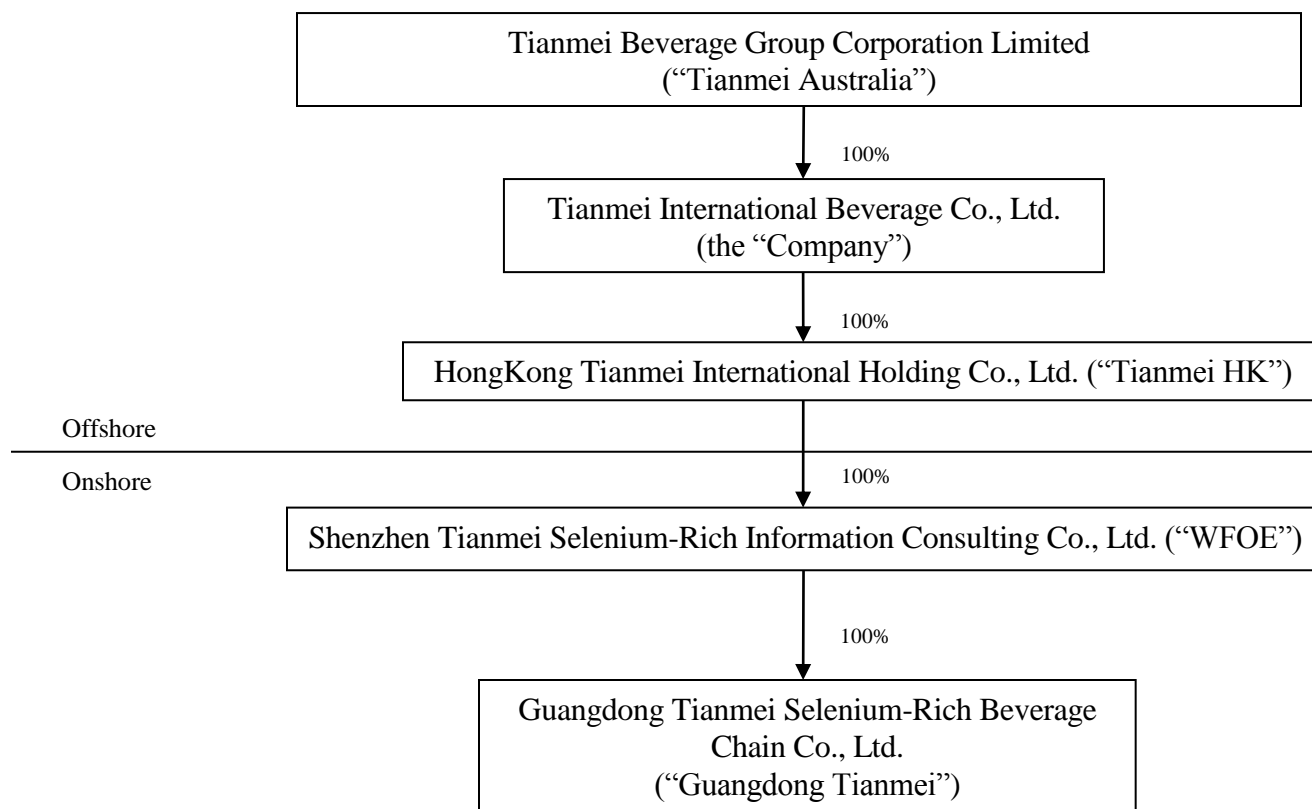 Tianmei Beverage Group Corporation Limited
(“Tianmei Australia”)
100%
Tianmei International Beverage Co., Ltd.
(the “Company”)
100%
HongKong Tianmei International Holding Co., Ltd. (“Tianmei HK”)
Offshore
Onshore
100%
Shenzhen Tianmei Selenium-Rich Information Consulting Co., Ltd. (“WFOE”)
100%
Guangdong Tianmei Selenium-Rich Beverage
Chain Co., Ltd.
(“Guangdong Tianmei”)